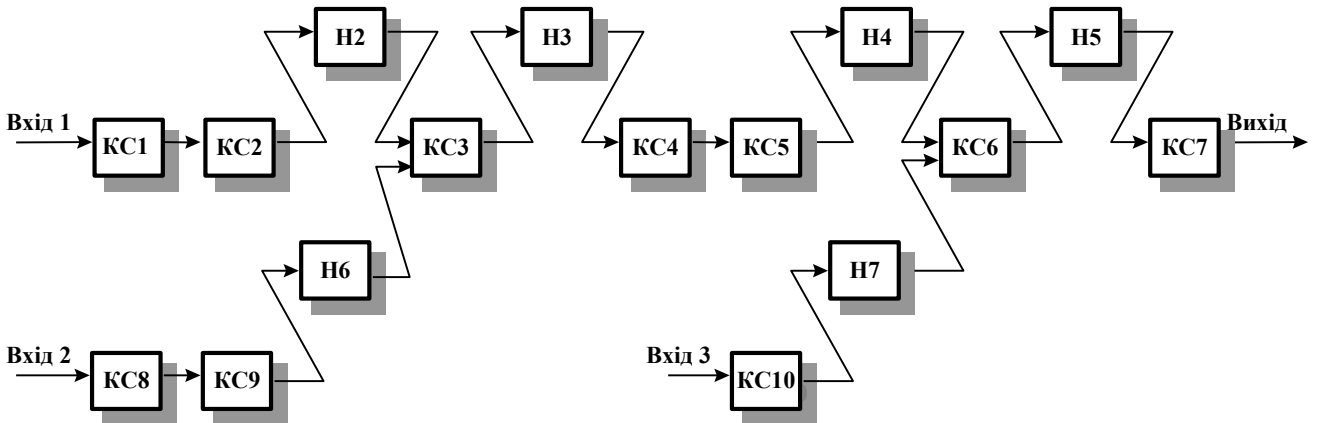 Н2
Н3
Н4
Н5
Вхід 1
КС1
КС2
КС3
КС4
КС5
КС6
КС7
Вихід
Н6
Н7
Вхід 2
КС8
КС9
Вхід 3
КС10